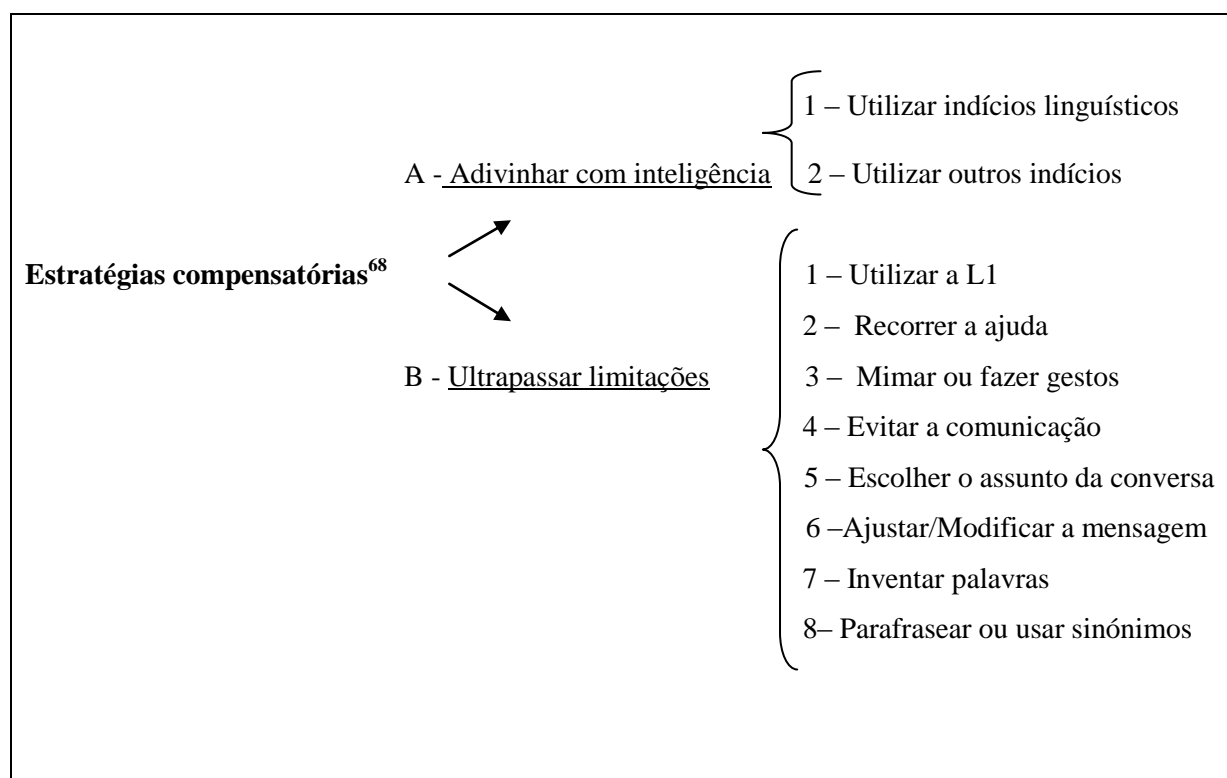 1 – Utilizar indícios linguísticos
A - Adivinhar com inteligência
2 – Utilizar outros indícios
Estratégias compensatórias68
1 – Utilizar a L1
2 – Recorrer a ajuda
B - Ultrapassar limitações
3 – Mimar ou fazer gestos
4 – Evitar a comunicação
5 – Escolher o assunto da conversa
6 –Ajustar/Modificar a mensagem
7 – Inventar palavras
8– Parafrasear ou usar sinónimos